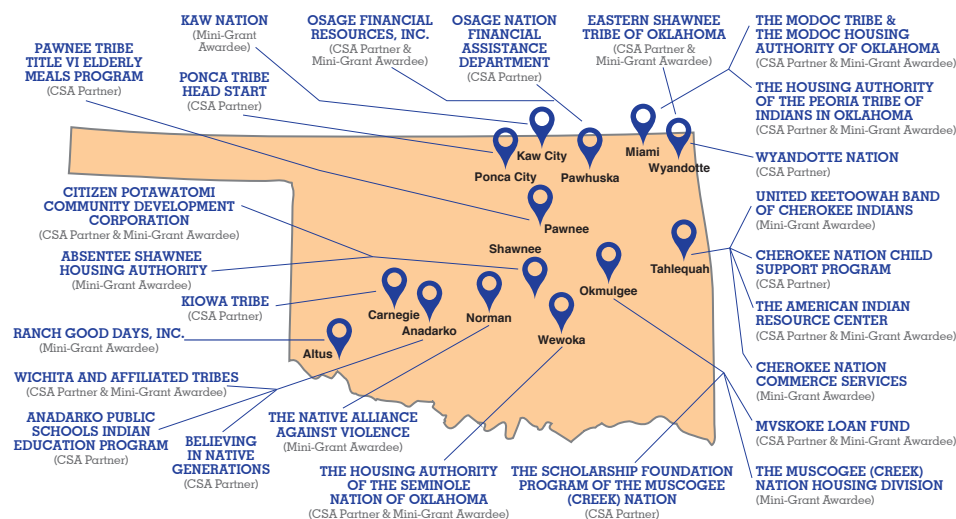 KAW NATION
(Mini-Grant
Awardee)
OSAGE FINANCIAL
RESOURCES, INC.
(CSA Partner &
Mini-Grant Awardee)
OSAGE NATION
FINANCIAL
ASSISTANCE
DEPARTMENT
(CSA Partner)
EASTERN SHAWNEE
TRIBE OF OKLAHOMA
(CSA Partner &
Mini-Grant Awardee)
THE MODOC TRIBE &
THE MODOC HOUSING
AUTHORITY OF OKLAHOMA
(CSA Partner & Mini-Grant Awardee)
PAWNEE TRIBE
TITLE VI ELDERLY
MEALS PROGRAM
(CSA Partner)
PONCA TRIBE
HEAD START
(CSA Partner)
THE HOUSING AUTHORITY
OF THE PEORIA TRIBE OF
INDIANS IN OKLAHOMA
(CSA Partner & Mini-Grant Awardee)
WYANDOTTE NATION
(CSA Partner)
Kaw City
Ponca City
Pawhuska
Miami
Wyandotte
CITIZEN POTAWATOMI
COMMUNITY DEVELOPMENT
CORPORATION
(CSA Partner & Mini-Grant Awardee)
UNITED KEETOOWAH BAND
OF CHEROKEE INDIANS
(Mini-Grant Awardee)
Pawnee
Shawnee
Tahlequah
ABSENTEE SHAWNEE
HOUSING AUTHORITY
(Mini-Grant Awardee)
CHEROKEE NATION CHILD
SUPPORT PROGRAM
(CSA Partner)
Okmulgee
KIOWA TRIBE
(CSA Partner)
Carnegie
Anadarko
Norman
Wewoka
THE AMERICAN INDIAN
RESOURCE CENTER
(CSA Partner & Mini-Grant Awardee)
RANCH GOOD DAYS, INC.
(Mini-Grant Awardee)
Altus
CHEROKEE NATION
COMMERCE SERVICES
(Mini-Grant Awardee)
WICHITA AND AFFILIATED TRIBES
(CSA Partner & Mini-Grant Awardee)
ANADARKO PUBLIC
SCHOOLS INDIAN
EDUCATION PROGRAM
(CSA Partner)
BELIEVING
IN NATIVE
GENERATIONS
(CSA Partner)
THE NATIVE ALLIANCE
AGAINST VIOLENCE
(Mini-Grant Awardee)
MVSKOKE LOAN FUND
(CSA Partner & Mini-Grant Awardee)
THE HOUSING AUTHORITY
OF THE SEMINOLE
NATION OF OKLAHOMA
(CSA Partner & Mini-Grant Awardee)
THE SCHOLARSHIP FOUNDATION
PROGRAM OF THE MUSCOGEE
(CREEK) NATION
(CSA Partner)
THE MUSCOGEE (CREEK)
NATION HOUSING DIVISION
(Mini-Grant Awardee)